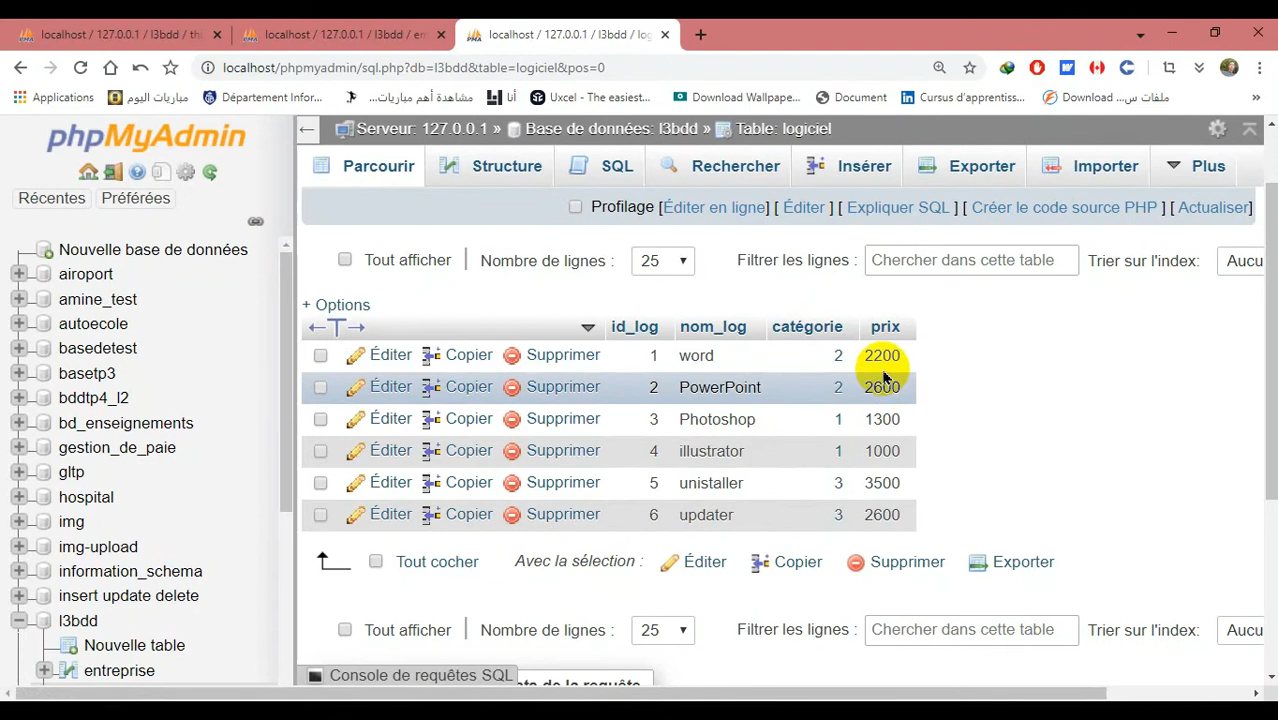 localhost / 127.0.0.1 / l3bdd / th
localhost / 127.0.0.1 / l3bdd / en
localhost / 127.0.0.1 / l3bdd / log
localhost/phpmyadmin/sql.php?db=l3bdd&table=logiciel&pos=0
Applications مباريات اليوم Département Infor... مشاهدة أهم مباريات... أنا Uxcel - The easiest... Download Wallpape... Document Cursus d'apprentiss... Download ملفات س... »
phpMyAdmin
Serveur: 127.0.0.1 » Base de données: l3bdd » Table: logiciel
Parcourir Structure SQL Rechercher Insérer Exporter Importer Plus
Récentes Préférées
Profilage [Éditer en ligne] [ Éditer ] [ Expliquer SQL ] [ Créer le code source PHP ] [ Actualiser]
Nouvelle base de données
airoport
amine_test
autoecole
basedetest
basetp3
bddtp4_l2
bd_enseignements
gestion_de_paie
gltp
hospital
img
img-upload
information_schema
insert update delete
l3bdd
Nouvelle table
entreprise
Tout afficher Nombre de lignes : 25 Filtrer les lignes : Chercher dans cette table Trier sur l'index: Aucu
+ Options
id_log nom_log catégorie prix
Éditer Copier Supprimer 1 word 2 2200
Éditer Copier Supprimer 2 PowerPoint 2 2600
Éditer Copier Supprimer 3 Photoshop 1 1300
Éditer Copier Supprimer 4 illustrator 1 1000
Éditer Copier Supprimer 5 unistaller 3 3500
Éditer Copier Supprimer 6 updater 3 2600
Tout cocher Avec la sélection : Éditer Copier Supprimer Exporter
Tout afficher Nombre de lignes : 25 Filtrer les lignes : Chercher dans cette table Trier sur l'index: Aucu
Console de requêtes SQL
de la requête